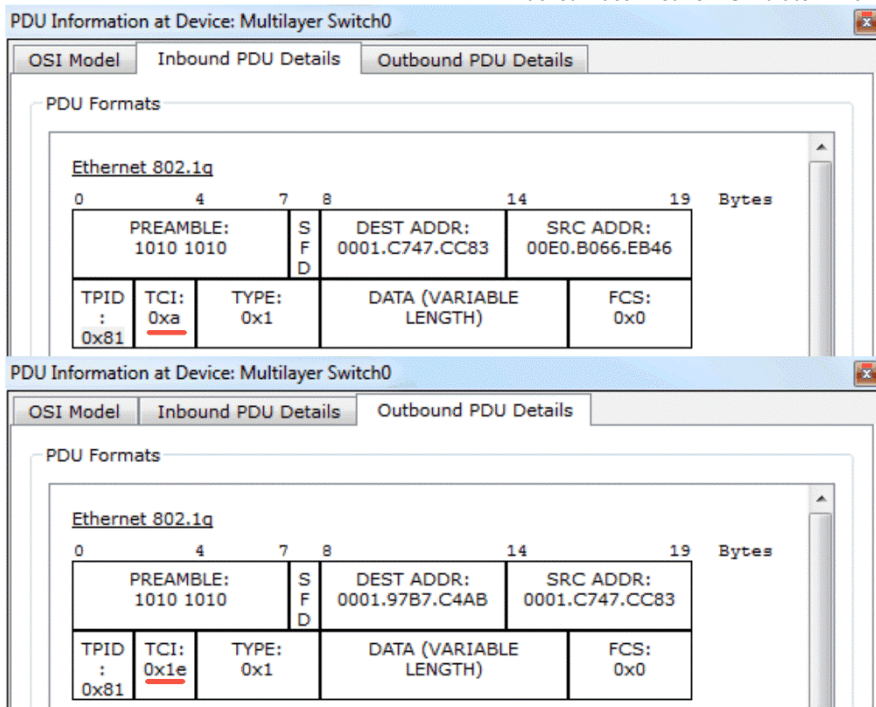 PDU Information at Device: Multilayer Switch0
OSI Model Inbound PDU Details Outbound PDU Details
PDU Formats
Ethernet 802.1q
0 4 7 8 14 19 Bytes
PREAMBLE: 1010 1010 SFD DEST ADDR: 0001.C747.CC83 SRC ADDR: 00E0.B066.EB46
TPID: 0x81 TCI: 0xa TYPE: 0x1 DATA (VARIABLE LENGTH) FCS: 0x0
PDU Information at Device: Multilayer Switch0
OSI Model Inbound PDU Details Outbound PDU Details
PDU Formats
Ethernet 802.1q
0 4 7 8 14 19 Bytes
PREAMBLE: 1010 1010 SFD DEST ADDR: 0001.97B7.C4AB SRC ADDR: 0001.C747.CC83
TPID: 0x81 TCI: 0x1e TYPE: 0x1 DATA (VARIABLE LENGTH) FCS: 0x0